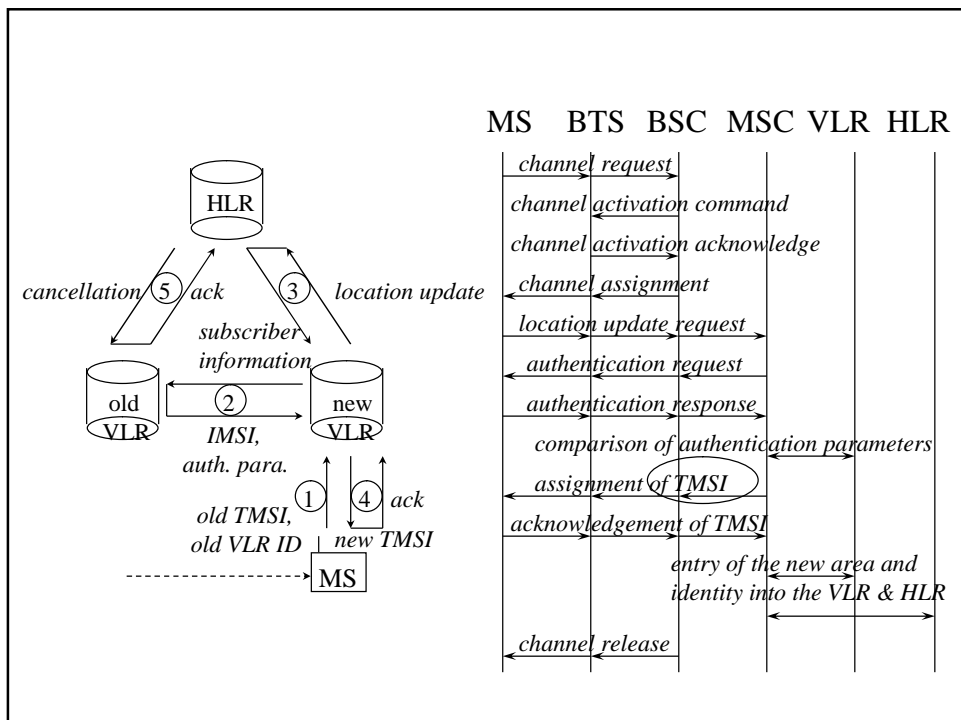 HLR
cancellation
5
ack
3
location update
subscriber
information
old
VLR
2
new
VLR
IMSI,
auth. para.
1
4
ack
old TMSI,
old VLR ID
new TMSI
MS
MS BTS BSC MSC VLR HLR
channel request
channel activation command
channel activation acknowledge
channel assignment
location update request
authentication request
authentication response
comparison of authentication parameters
assignment of TMSI
acknowledgement of TMSI
entry of the new area and
identity into the VLR & HLR
channel release